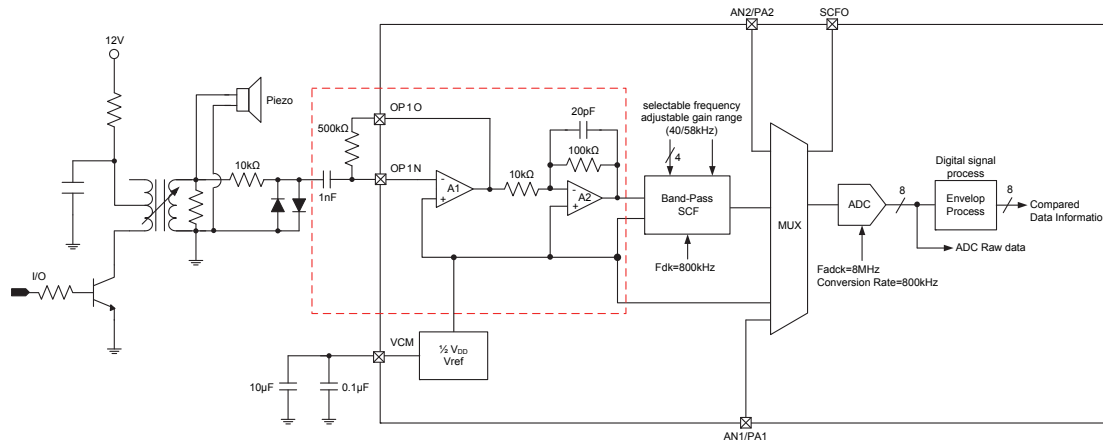 AN2/PA2
SCFO
12V
Piezo
OP1O
500kΩ
20pF
selectable frequency
adjustable gain range
(40/58kHz)
4
100kΩ
10kΩ
OP1N
1nF
A1
10kΩ
A2
-
+
-
+
Band-Pass
SCF
MUX
ADC
8
Digital signal
process
Envelop
Process
8
Compared
Data Informatio
ADC Raw data
Fdk=800kHz
Fadck=8MHz
Conversion Rate=800kHz
I/O
VCM
½ VDD
Vref
10μF
0.1μF
AN1/PA1